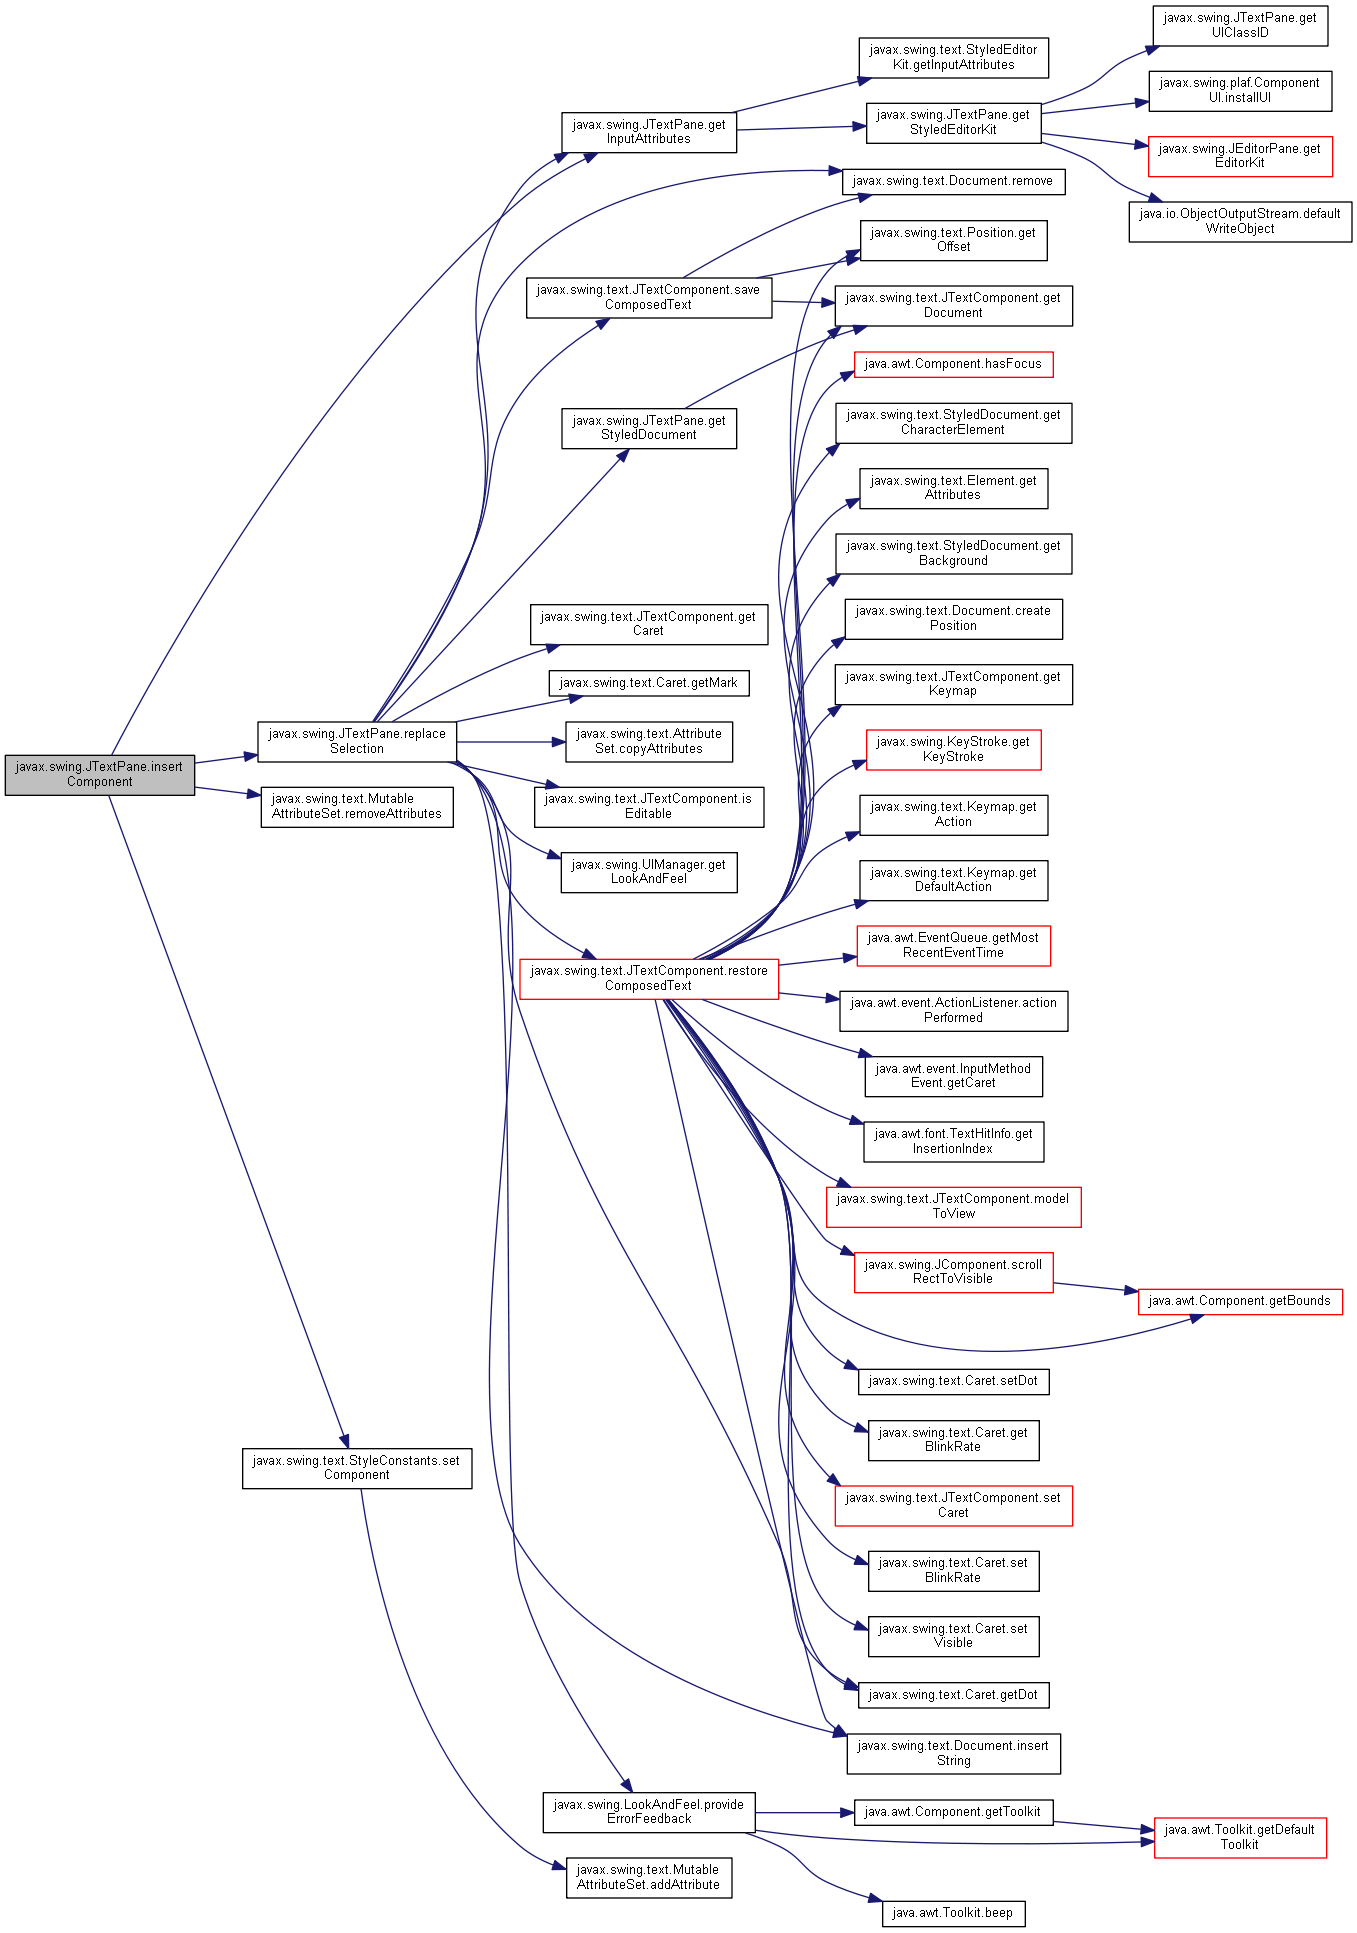 javax.swing.JTextPane.insert
Component
javax.swing.JTextPane.replace
Selection
javax.swing.text.Mutable
AttributeSet.removeAttributes
javax.swing.text.StyleConstants.set
Component
javax.swing.JTextPane.get
InputAttributes
javax.swing.text.JTextComponent.save
ComposedText
javax.swing.JTextPane.get
StyledDocument
javax.swing.text.JTextComponent.get
Caret
javax.swing.text.Caret.getMark
javax.swing.text.Attribute
Set.copyAttributes
javax.swing.text.JTextComponent.is
Editable
javax.swing.UIManager.get
LookAndFeel
javax.swing.text.JTextComponent.restore
ComposedText
javax.swing.LookAndFeel.provide
ErrorFeedback
javax.swing.text.Mutable
AttributeSet.addAttribute
javax.swing.text.StyledEditor
Kit.getInputAttributes
javax.swing.JTextPane.get
StyledEditorKit
javax.swing.text.Document.remove
javax.swing.text.Position.get
Offset
javax.swing.text.JTextComponent.get
Document
java.awt.Component.hasFocus
javax.swing.text.StyledDocument.get
CharacterElement
javax.swing.text.Element.get
Attributes
javax.swing.text.StyledDocument.get
Background
javax.swing.text.Document.create
Position
javax.swing.text.JTextComponent.get
Keymap
javax.swing.KeyStroke.get
KeyStroke
javax.swing.text.Keymap.get
Action
javax.swing.text.Keymap.get
DefaultAction
java.awt.EventQueue.getMost
RecentEventTime
java.awt.event.ActionListener.action
Performed
java.awt.event.InputMethod
Event.getCaret
java.awt.font.TextHitInfo.get
InsertionIndex
javax.swing.text.JTextComponent.model
ToView
javax.swing.JComponent.scroll
RectToVisible
javax.swing.text.Caret.setDot
javax.swing.text.Caret.get
BlinkRate
javax.swing.text.JTextComponent.set
Caret
javax.swing.text.Caret.set
BlinkRate
javax.swing.text.Caret.set
Visible
javax.swing.text.Caret.getDot
javax.swing.text.Document.insert
String
java.awt.Component.getToolkit
java.awt.Toolkit.beep
javax.swing.JTextPane.get
UIClassID
javax.swing.plaf.Component
UI.installUI
javax.swing.JEditorPane.get
EditorKit
java.io.ObjectOutputStream.default
WriteObject
java.awt.Component.getBounds
java.awt.Toolkit.getDefault
Toolkit